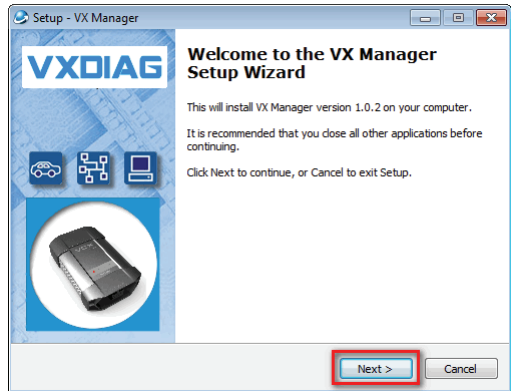 Setup - VX Manager
VXDIAG
Welcome to the VX Manager
Setup Wizard
This will install VX Manager version 1.0.2 on your computer.
It is recommended that you close all other applications before
continuing.
Click Next to continue, or Cancel to exit Setup.
Next >
Cancel